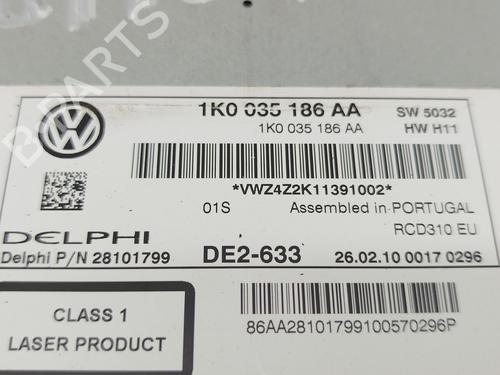 1K0 035 186 AA SW 5032
1K0 035 186 AA HW H11
*VWZ4Z2K11391002*
01S Assembled in PORTUGAL
RCD310 EU
DELPHI DE2-633
Delphi P/N 28101799 26.02.10 0017 0296
CLASS 1
LASER PRODUCT
86AA28101799100570296P
B-PARTS